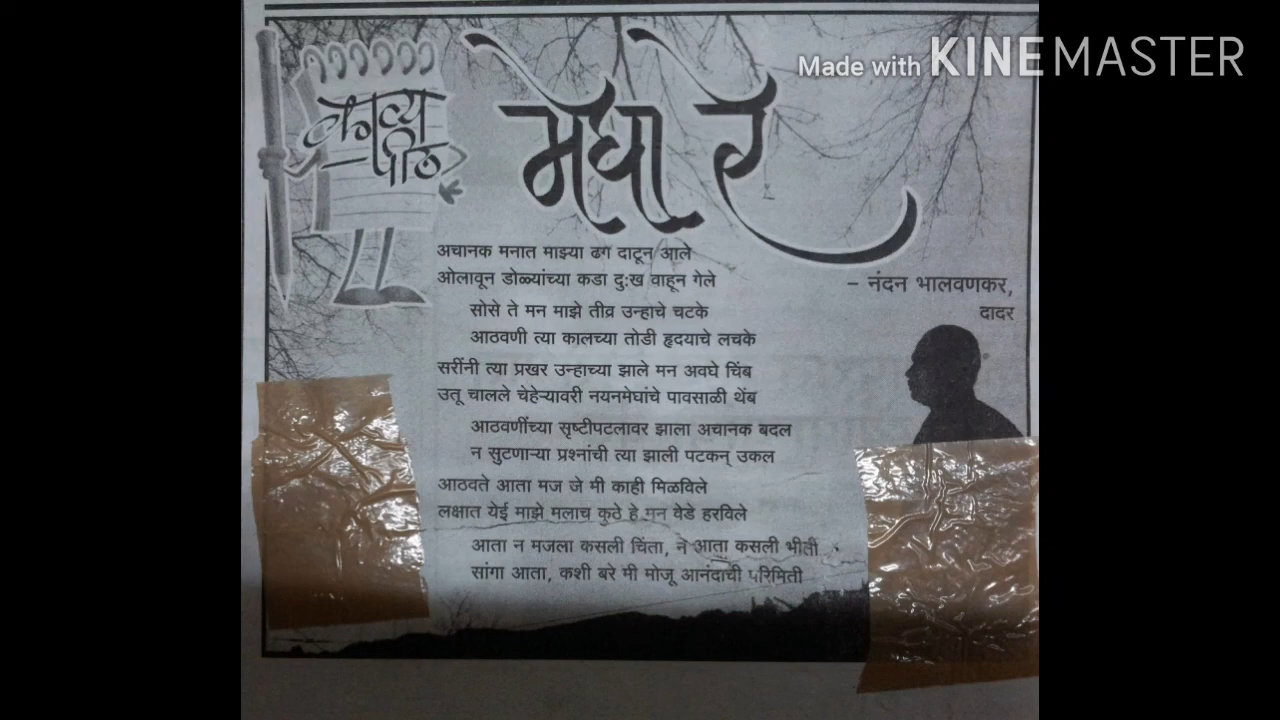 Made with KINEMASTER
काव्य
पीठ
मेघा रे
अचानक मनात माझ्या ढग दाटून आले
ओलावून डोळ्यांच्या कडा दुःख वाहून गेले
– नंदन भालवणकर,
दादर
सोसे ते मन माझे तीव्र उन्हाचे चटके
आठवणी त्या कालच्या तोडी हृदयाचे लचके
सरींनी त्या प्रखर उन्हाच्या झाले मन अवघे चिंब
उतू चालले चेहेऱ्यावरी नयनमेघांचे पावसाळी थेंब
आठवणींच्या सृष्टीपटलावर झाला अचानक बदल
न सुटणाऱ्या प्रश्नांची त्या झाली पटकन् उकल
आठवते आता मज जे मी काही मिळविले
लक्षात येई माझे मलाच कुठे हे मन वेडे हरविले
आता न मजला कसली चिंता, न आता कसली भीती
सांगा आता, कशी बरे मी मोजू आनंदाची परिमिती